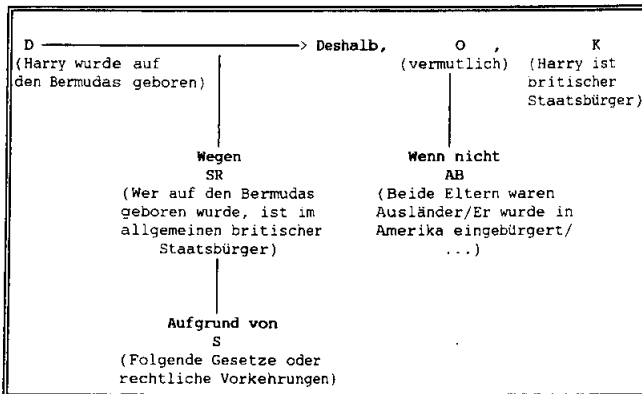 D Deshalb, O , K
(Harry wurde auf (vermutlich) (Harry ist
den Bermudas britischer
geboren) Staatsbürger)
Wegen Wenn nicht
SR AB
(Wer auf den Bermudas (Beide Eltern waren
geboren wurde, ist im Ausländer/Er wurde in
allgemeinen britischer Amerika eingebürgert/
Staatsbürger) ...)
Aufgrund von
S
(Folgende Gesetze oder
rechtliche Vorkehrungen)